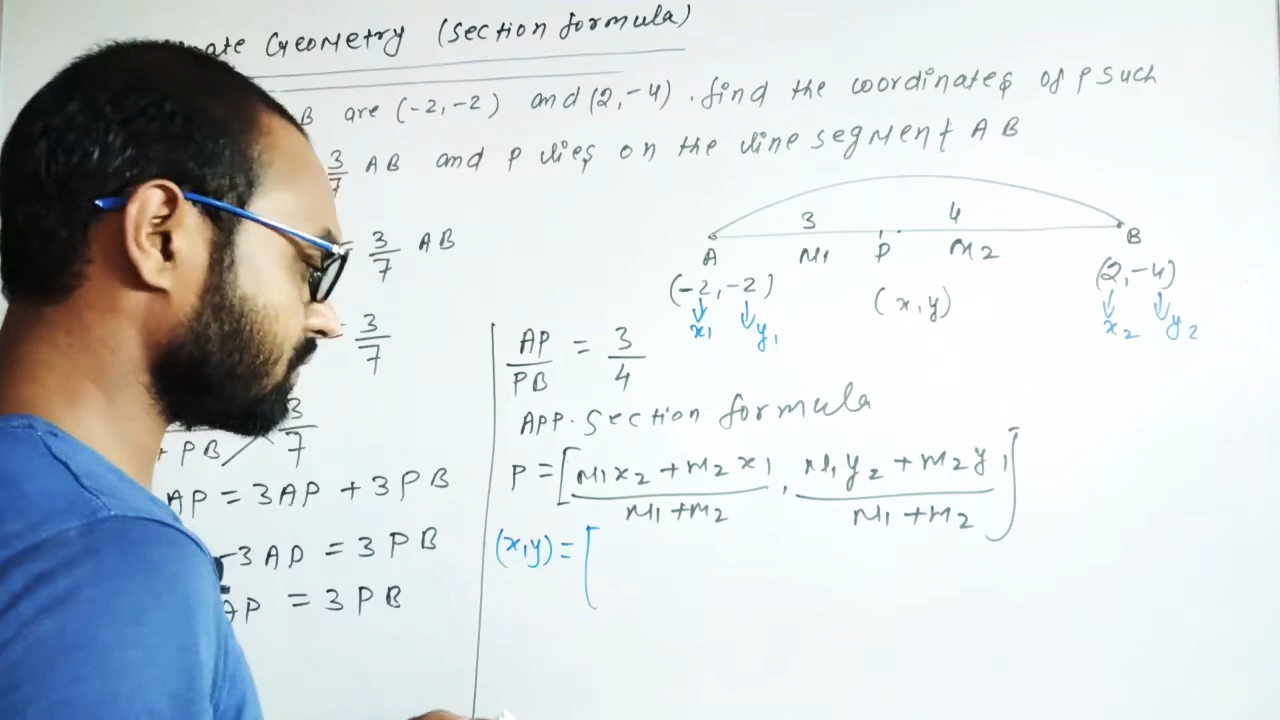 Geometry (section formula)
B are (-2,-2) and (2,-4). find the coordinates of P such
3/7 AB and P lies on the line segment AB
= 3/7 AB
= 3/7
3/7
+ PB
AP = 3AP + 3PB
-3AP = 3PB
AP = 3PB
3 4
A M1 P M2 B
(-2,-2) (x,y) (2,-4)
x1 y1 x2 y2
AP/PB = 3/4
APP. section formula
P = [M1x2 + M2x1 / M1+M2 , M1y2 + M2y1 / M1+M2]
(x,y) = [